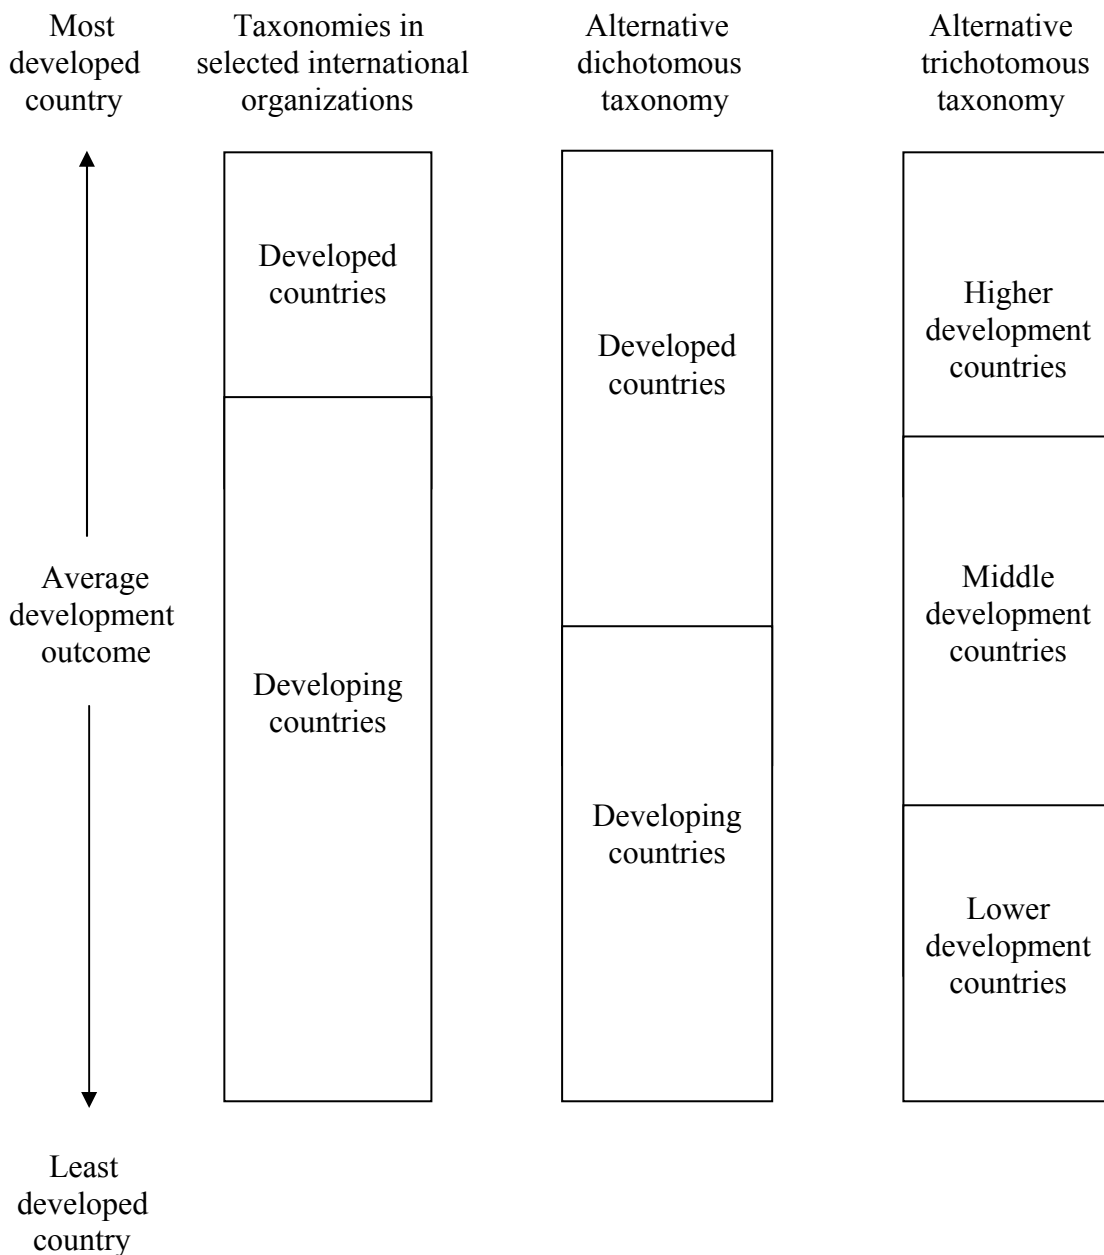 Most
developed
country
Taxonomies in
selected international
organizations
Alternative
dichotomous
taxonomy
Alternative
trichotomous
taxonomy
Developed
countries
Developing
countries
Developed
countries
Developing
countries
Higher
development
countries
Middle
development
countries
Lower
development
countries
Average
development
outcome
Least
developed
country